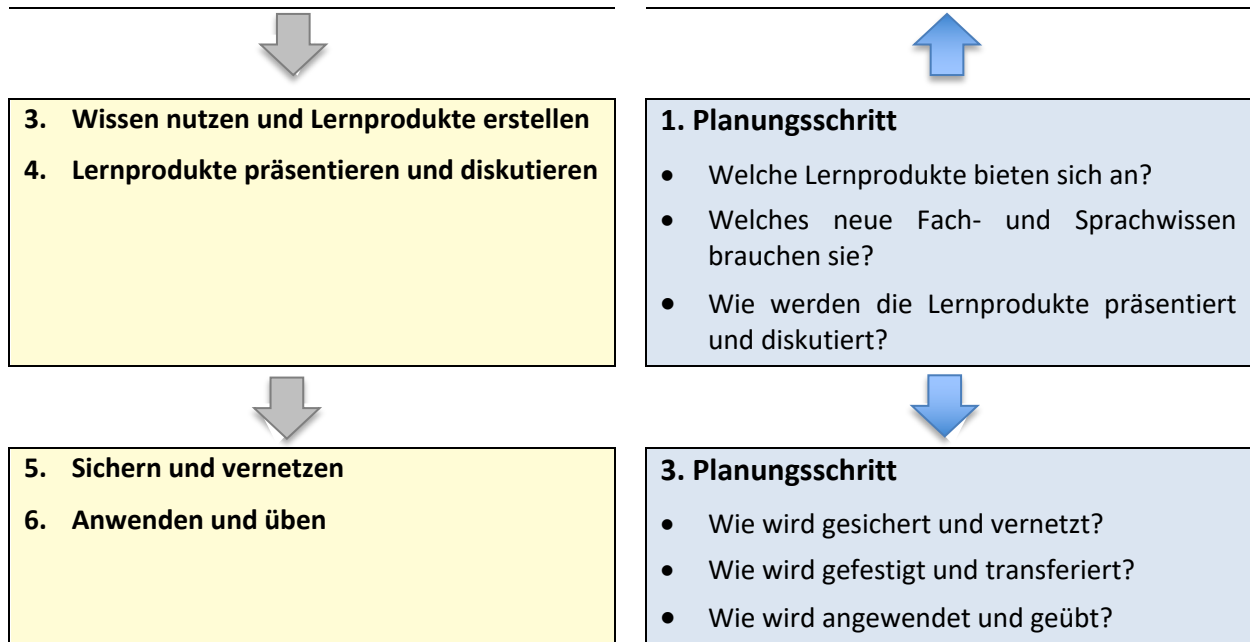 3. Wissen nutzen und Lernprodukte erstellen
4. Lernprodukte präsentieren und diskutieren
1. Planungsschritt
• Welche Lernprodukte bieten sich an?
• Welches neue Fach- und Sprachwissen
brauchen sie?
• Wie werden die Lernprodukte präsentiert
und diskutiert?
5. Sichern und vernetzen
6. Anwenden und üben
3. Planungsschritt
• Wie wird gesichert und vernetzt?
• Wie wird gefestigt und transferiert?
• Wie wird angewendet und geübt?